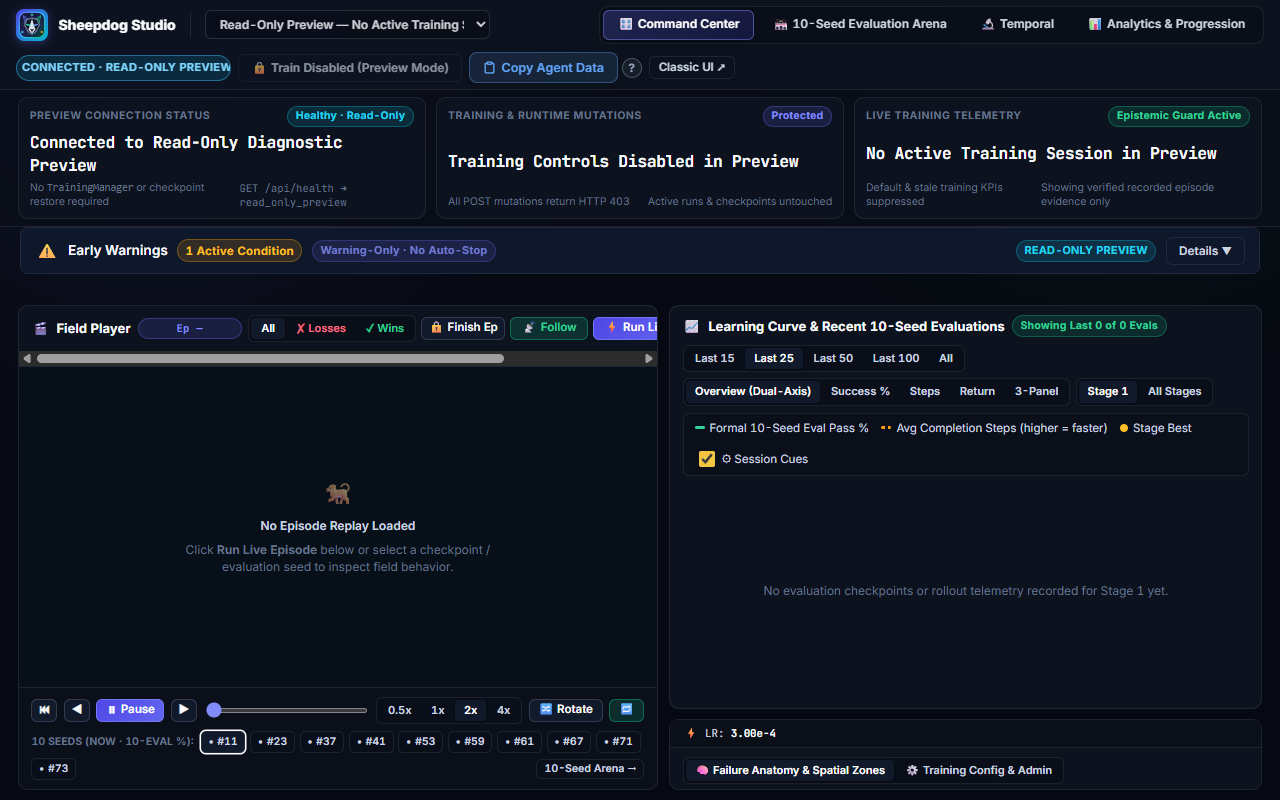 Sheepdog Studio
Read-Only Preview — No Active Training
Command Center
10-Seed Evaluation Arena
Temporal
Analytics & Progression
CONNECTED · READ-ONLY PREVIEW
Train Disabled (Preview Mode)
Copy Agent Data
?
Classic UI ↗
PREVIEW CONNECTION STATUS
Healthy · Read-Only
Connected to Read-Only Diagnostic
Preview
No TrainingManager or checkpoint
restore required
GET /api/health →
read_only_preview
TRAINING & RUNTIME MUTATIONS
Protected
Training Controls Disabled in Preview
All POST mutations return HTTP 403
Active runs & checkpoints untouched
LIVE TRAINING TELEMETRY
Epistemic Guard Active
No Active Training Session in Preview
Default & stale training KPIs
suppressed
Showing verified recorded episode
evidence only
Early Warnings
1 Active Condition
Warning-Only · No Auto-Stop
READ-ONLY PREVIEW
Details ▼
Field Player
Ep —
All
✗ Losses
✓ Wins
Finish Ep
Follow
Run Li
No Episode Replay Loaded
Click Run Live Episode below or select a checkpoint /
evaluation seed to inspect field behavior.
Pause
0.5x
1x
2x
4x
Rotate
10 SEEDS (NOW · 10-EVAL %):
• #11
• #23
• #37
• #41
• #53
• #59
• #61
• #67
• #71
• #73
10-Seed Arena →
Learning Curve & Recent 10-Seed Evaluations
Showing Last 0 of 0 Evals
Last 15
Last 25
Last 50
Last 100
All
Overview (Dual-Axis)
Success %
Steps
Return
3-Panel
Stage 1
All Stages
Formal 10-Seed Eval Pass %
Avg Completion Steps (higher = faster)
Stage Best
Session Cues
No evaluation checkpoints or rollout telemetry recorded for Stage 1 yet.
LR: 3.00e-4
Failure Anatomy & Spatial Zones
Training Config & Admin